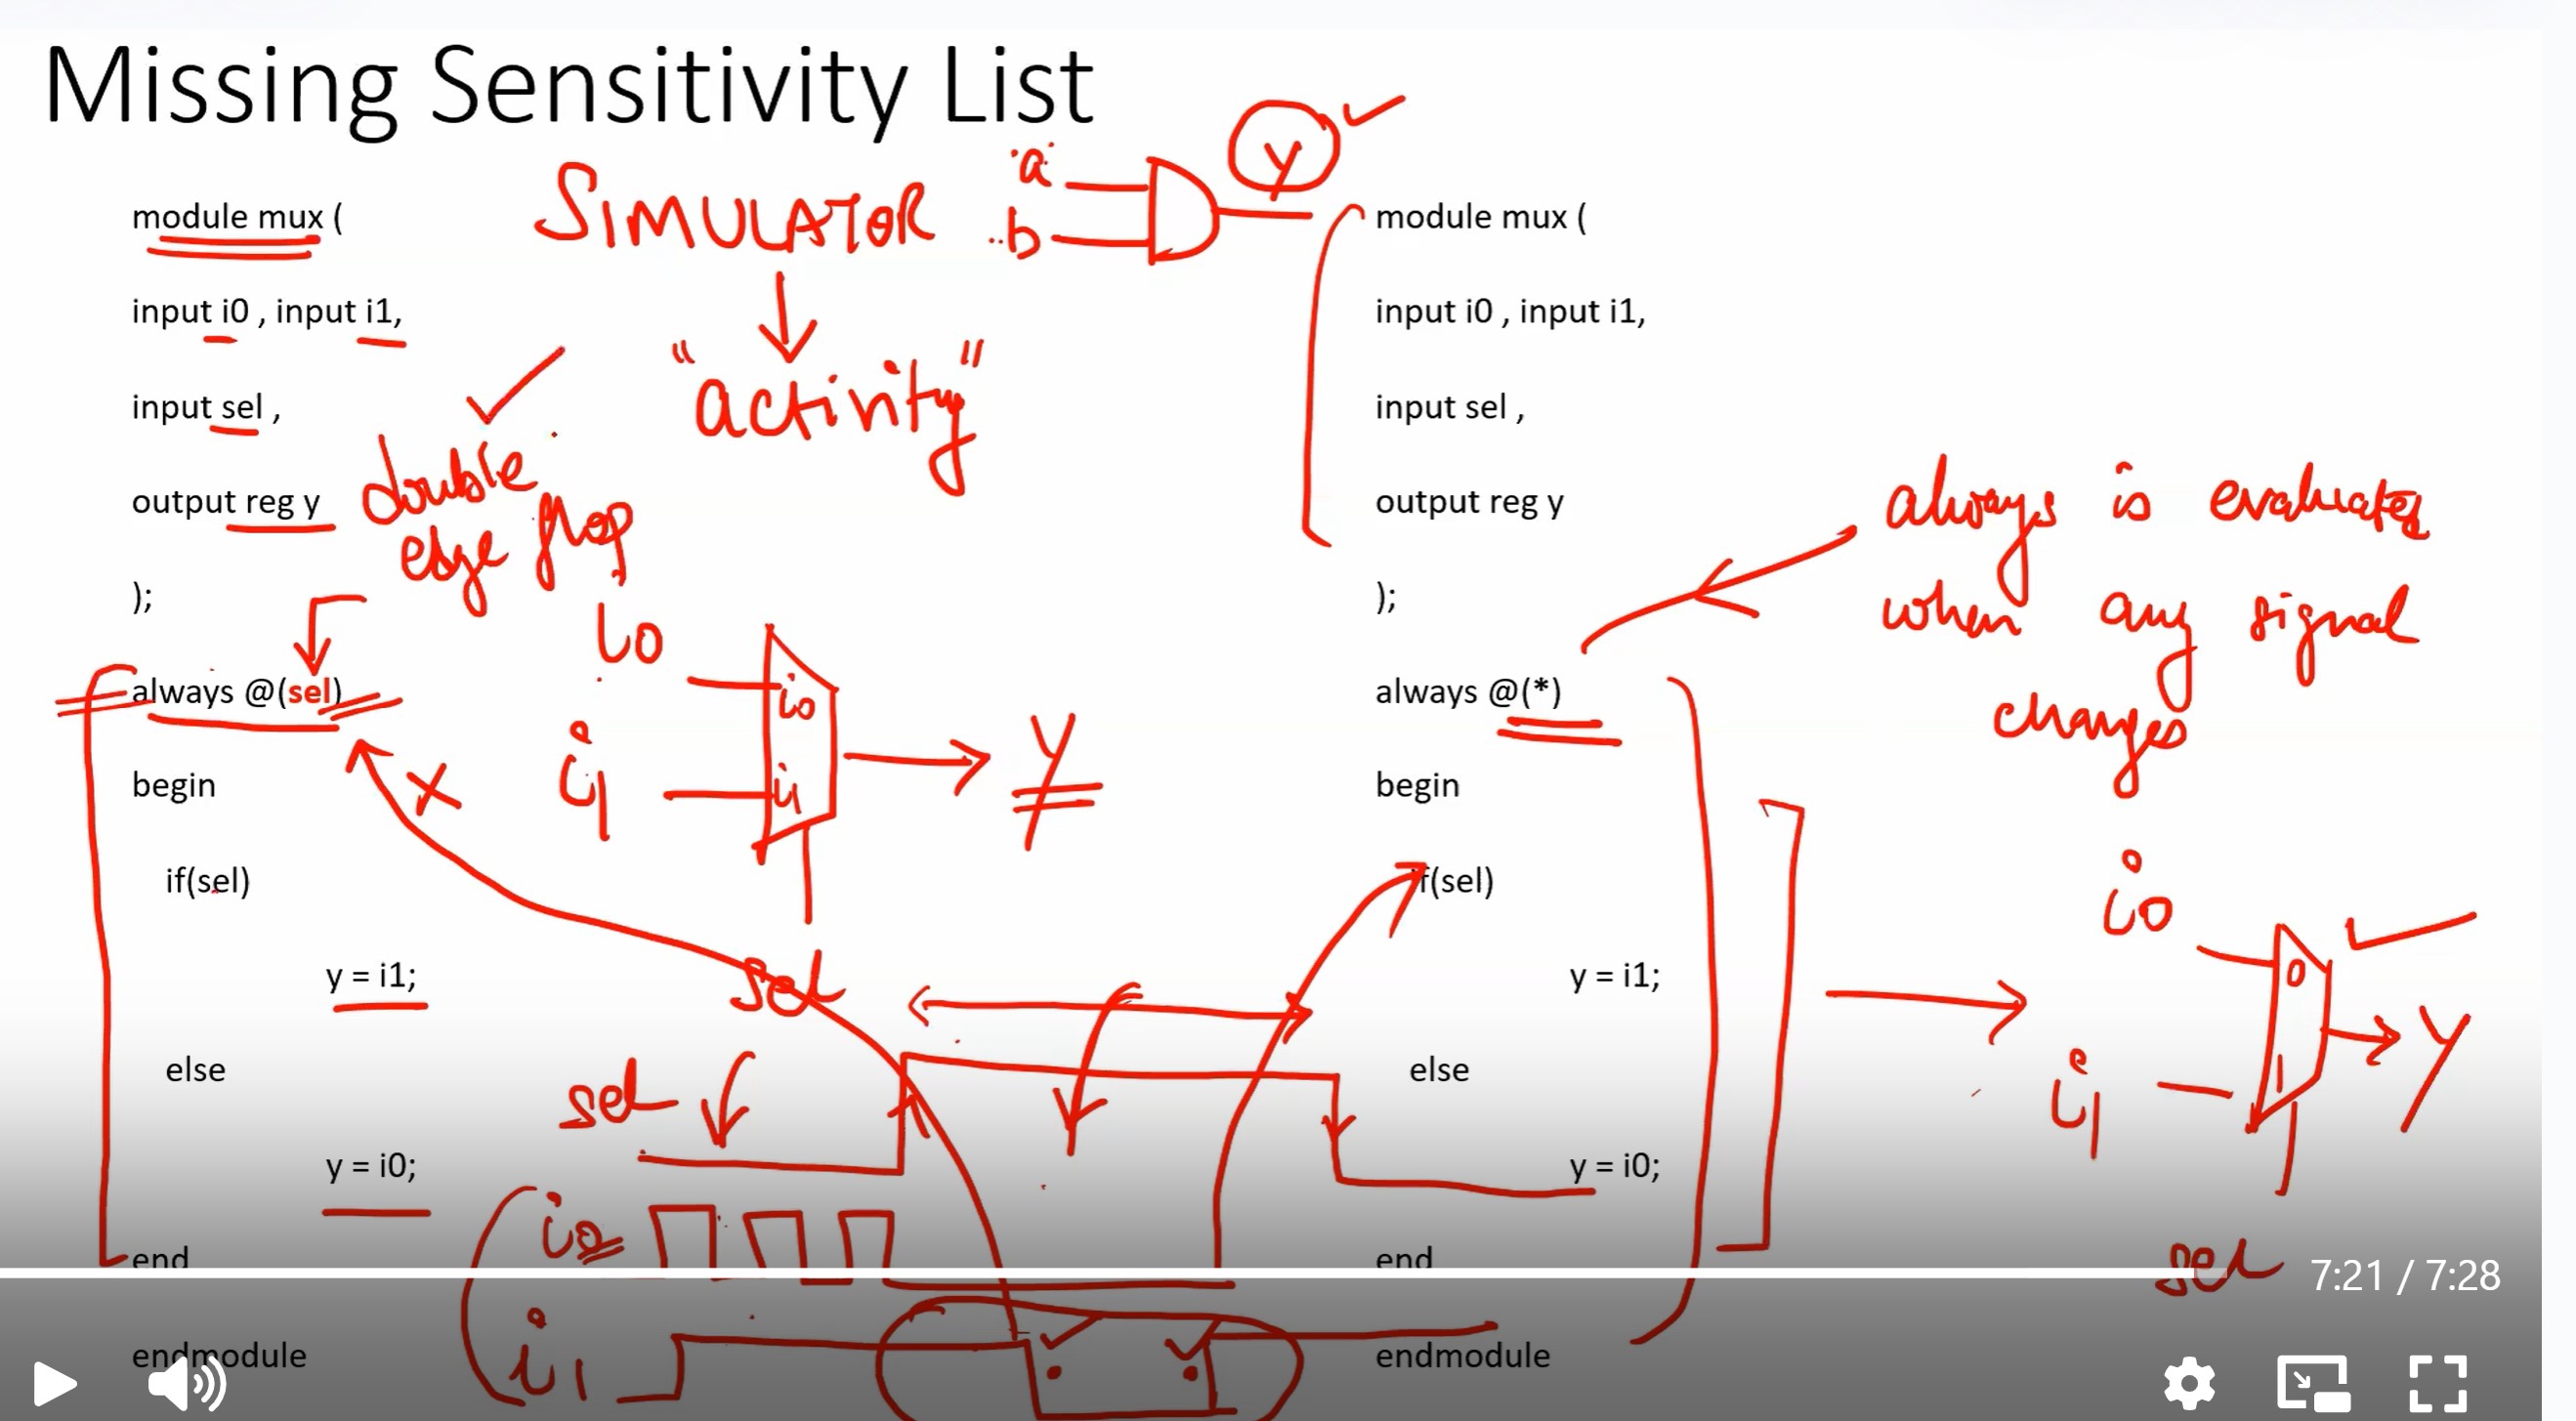 Missing Sensitivity List
module mux (
input i0 , input i1,
input sel ,
output reg y
);
always @(sel)
begin
if(sel)
y = i1;
else
y = i0;
end
endmodule
SIMULATOR
"activity"
a
b
y
double
edge flop
i0
i1
i0
i1
y
sel
sel
i0
i1
module mux (
input i0 , input i1,
input sel ,
output reg y
);
always @(*)
begin
if(sel)
y = i1;
else
y = i0;
end
endmodule
always is evaluated
when any signal
changes
i0
i1
0
1
y
sel
7:21 / 7:28